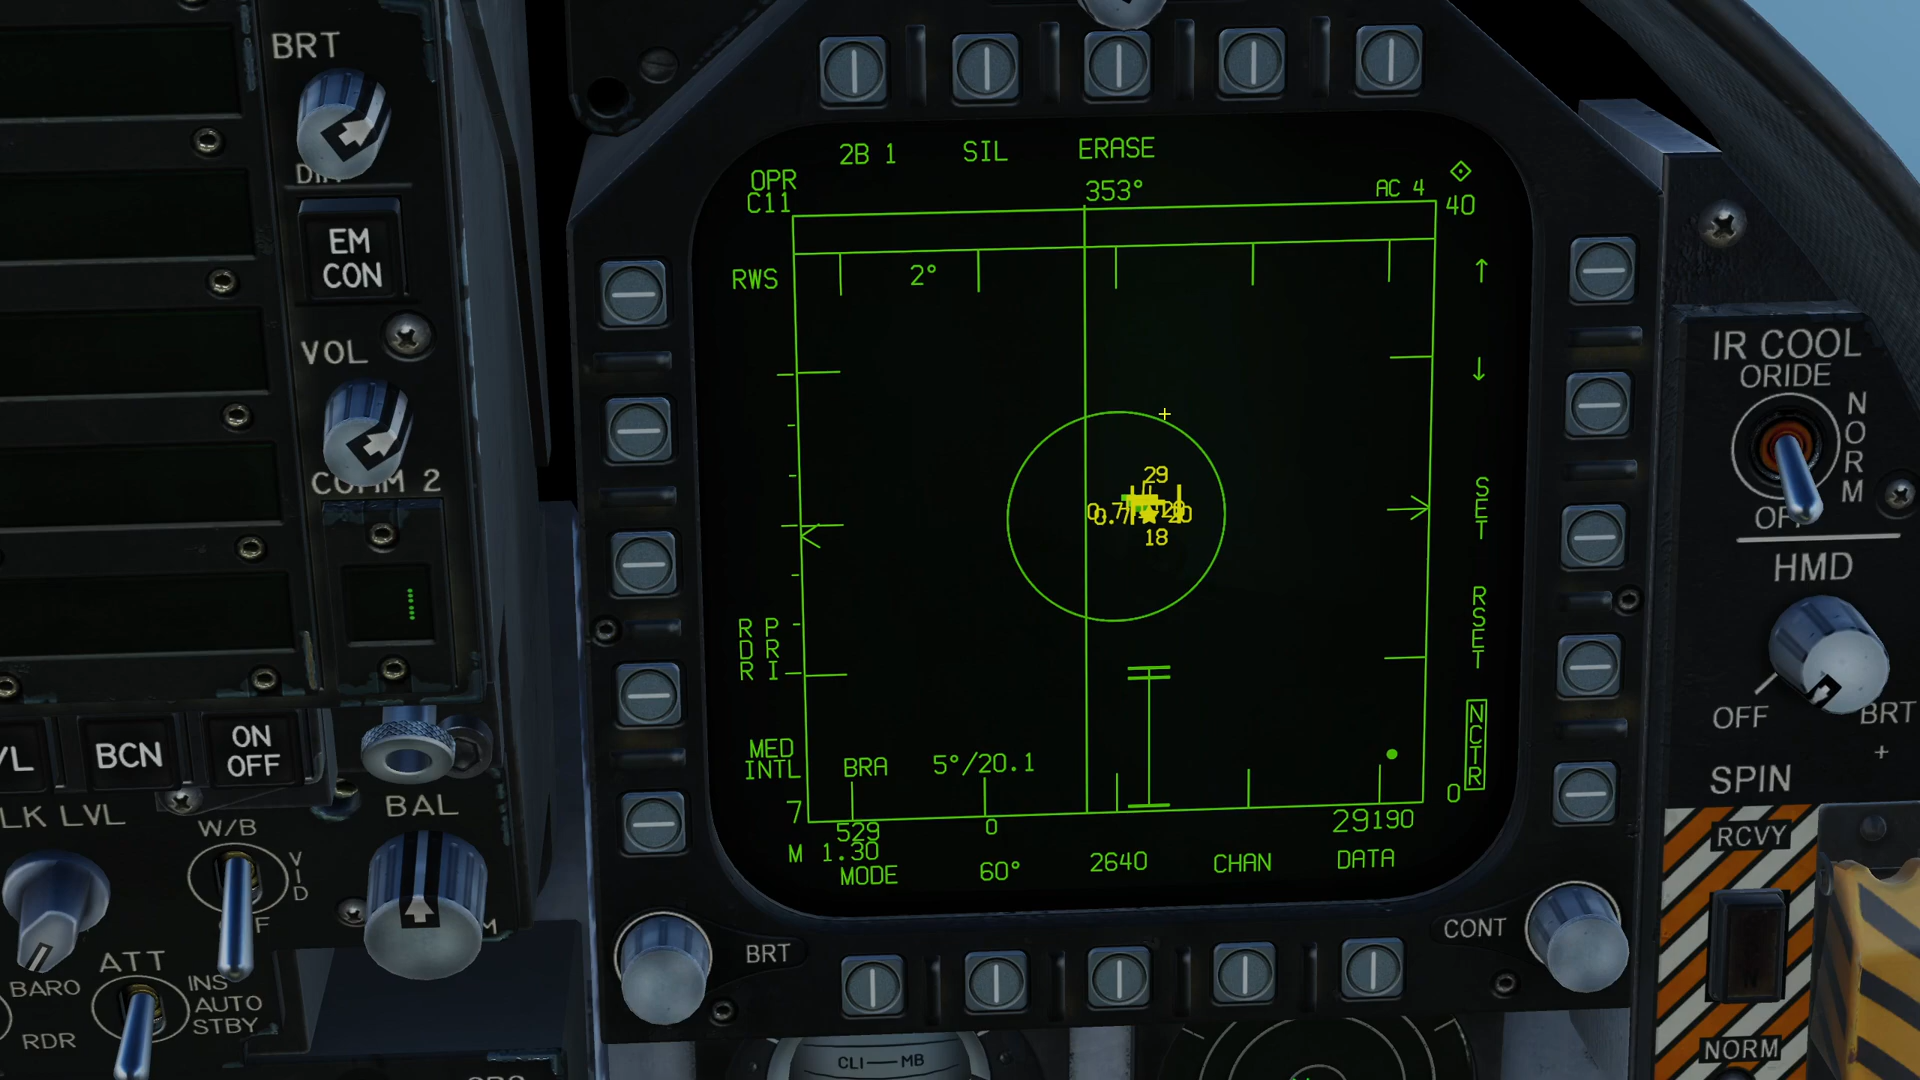 BRT
DIM
EM
CON
VOL
COMM 2
BCN
ON
OFF
LK LVL
W/B
V
I
D
BAL
ATT
BARO
RDR
INS
AUTO
STBY
2B 1
SIL
ERASE
OPR
C11
353°
AC 4
40
RWS
2°
29
18
SET
RSET
NCTR
R P
D R
R I
MED
INTL
BRA
5°/20.1
7
0
529
0
29190
M 1.30
MODE
60°
2640
CHAN
DATA
BRT
CONT
CLI—MB
IR COOL
ORIDE
NORM
OFF
HMD
OFF
BRT
+
SPIN
RCVY
NORM